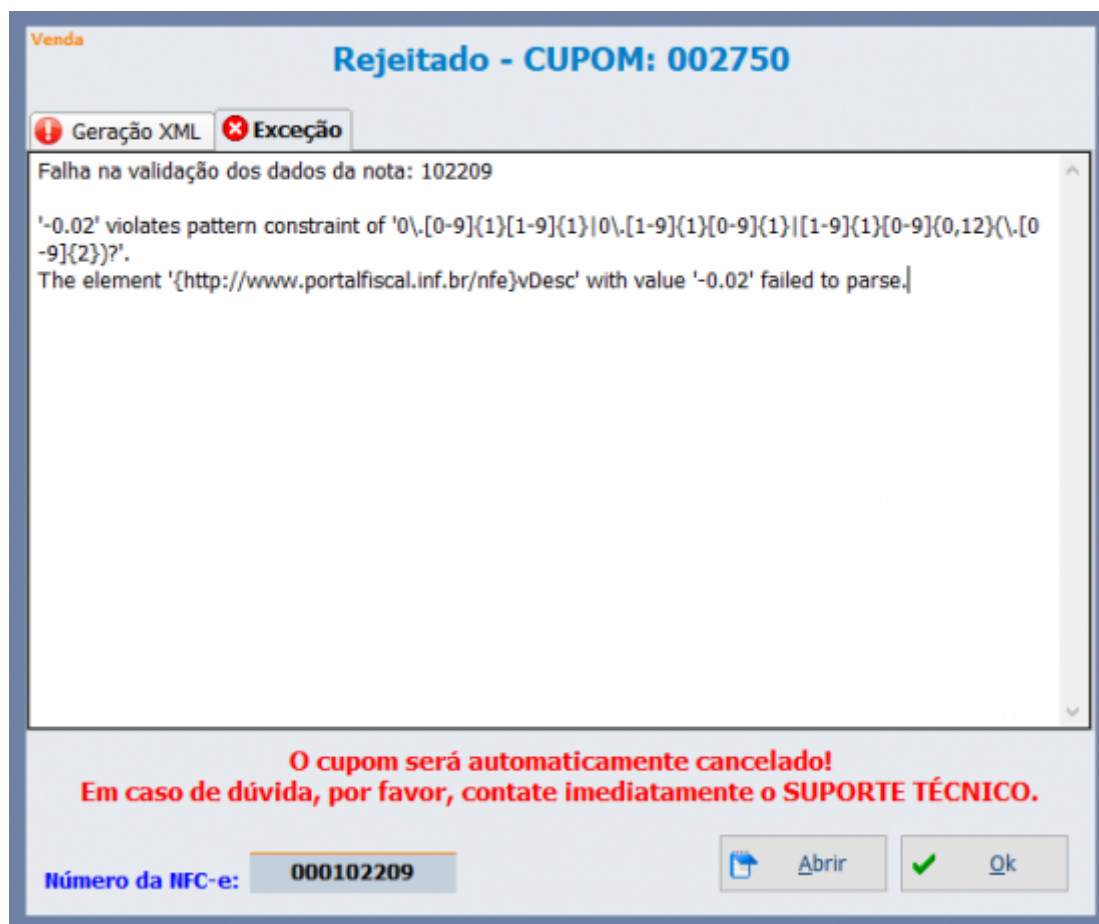 Venda
Rejeitado - CUPOM: 002750
Geração XML
Exceção
Falha na validação dos dados da nota: 102209
'-0.02' violates pattern constraint of '0\.[0-9]{1}[1-9]{1}|0\.[1-9]{1}[0-9]{1}|[1-9]{1}[0-9]{0,12}(\.[0
-9]{2})?'.
The element '{http://www.portalfiscal.inf.br/nfe}vDesc' with value '-0.02' failed to parse.
O cupom será automaticamente cancelado!
Em caso de dúvida, por favor, contate imediatamente o SUPORTE TÉCNICO.
Número da NFC-e:
000102209
Abrir
Ok